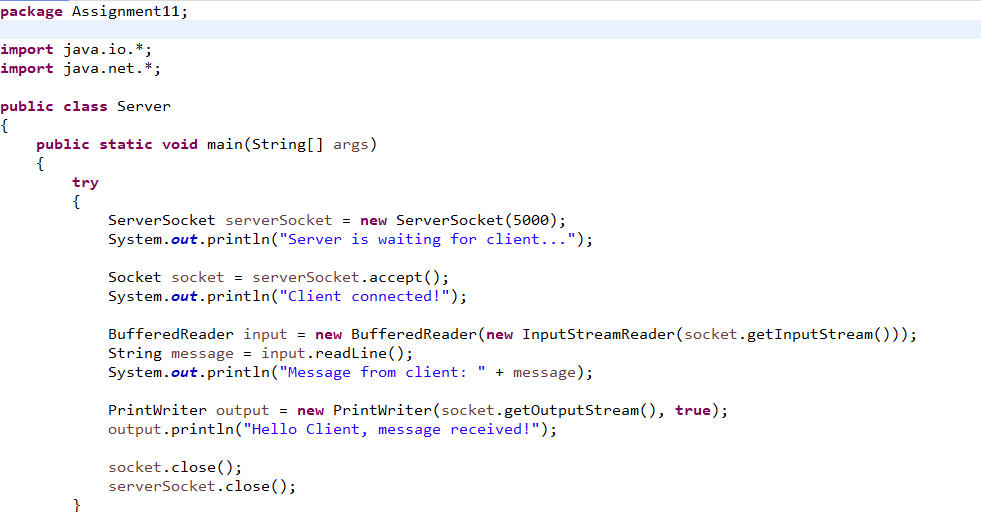 package Assignment11;
import java.io.*;
import java.net.*;
public class Server
{
    public static void main(String[] args)
    {
        try
        {
            ServerSocket serverSocket = new ServerSocket(5000);
            System.out.println("Server is waiting for client...");
            Socket socket = serverSocket.accept();
            System.out.println("Client connected!");
            BufferedReader input = new BufferedReader(new InputStreamReader(socket.getInputStream()));
            String message = input.readLine();
            System.out.println("Message from client: " + message);
            PrintWriter output = new PrintWriter(socket.getOutputStream(), true);
            output.println("Hello Client, message received!");
            socket.close();
            serverSocket.close();
        }